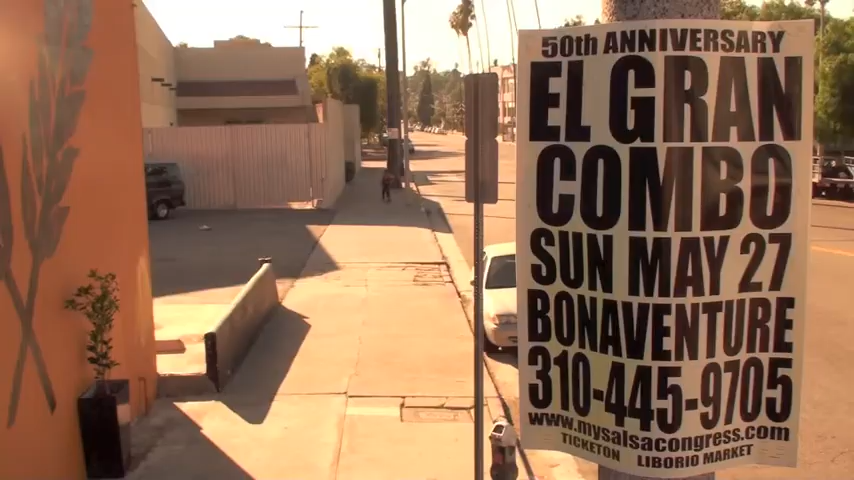 50th ANNIVERSARY
EL GRAN
COMBO
SUN MAY 27
BONAVENTURE
310-445-9705
www.mysalsacongress.com
TICKETON LIBORIO MARKET